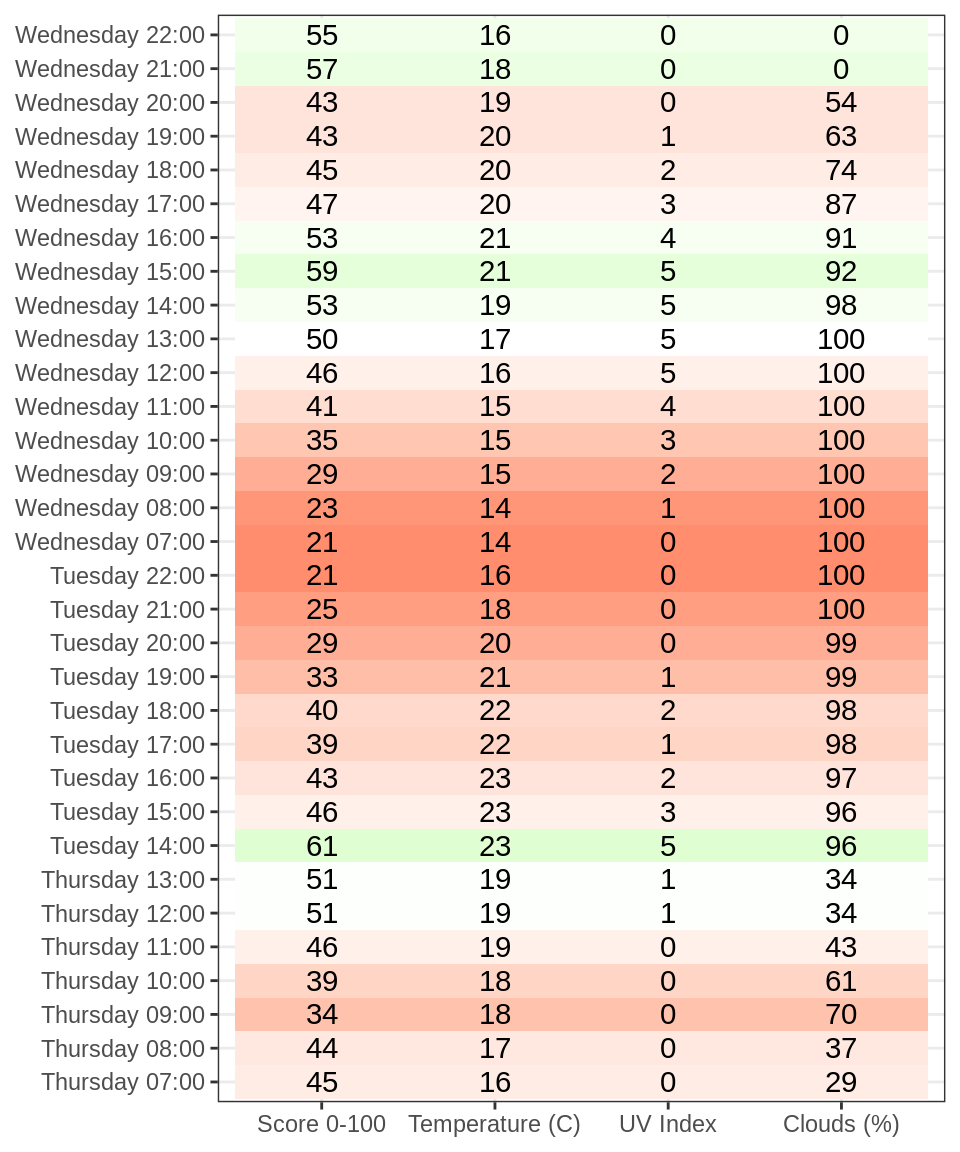 Wednesday 22:00 55 16 0 0
Wednesday 21:00 57 18 0 0
Wednesday 20:00 43 19 0 54
Wednesday 19:00 43 20 1 63
Wednesday 18:00 45 20 2 74
Wednesday 17:00 47 20 3 87
Wednesday 16:00 53 21 4 91
Wednesday 15:00 59 21 5 92
Wednesday 14:00 53 19 5 98
Wednesday 13:00 50 17 5 100
Wednesday 12:00 46 16 5 100
Wednesday 11:00 41 15 4 100
Wednesday 10:00 35 15 3 100
Wednesday 09:00 29 15 2 100
Wednesday 08:00 23 14 1 100
Wednesday 07:00 21 14 0 100
Tuesday 22:00 21 16 0 100
Tuesday 21:00 25 18 0 100
Tuesday 20:00 29 20 0 99
Tuesday 19:00 33 21 1 99
Tuesday 18:00 40 22 2 98
Tuesday 17:00 39 22 1 98
Tuesday 16:00 43 23 2 97
Tuesday 15:00 46 23 3 96
Tuesday 14:00 61 23 5 96
Thursday 13:00 51 19 1 34
Thursday 12:00 51 19 1 34
Thursday 11:00 46 19 0 43
Thursday 10:00 39 18 0 61
Thursday 09:00 34 18 0 70
Thursday 08:00 44 17 0 37
Thursday 07:00 45 16 0 29
Score 0-100 Temperature (C) UV Index Clouds (%)